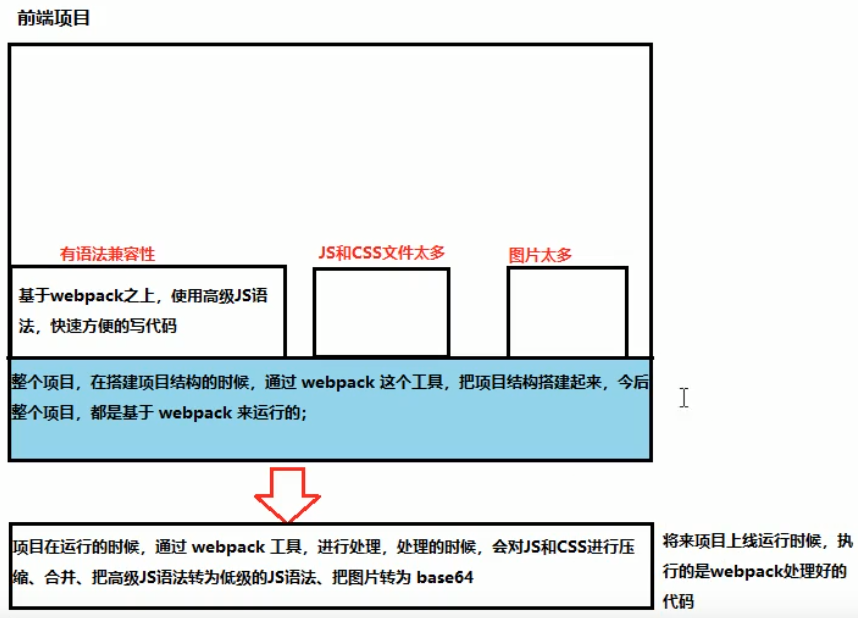 前端项目
有语法兼容性
JS和CSS文件太多
图片太多
基于webpack之上，使用高级JS语
法，快速方便的写代码
整个项目，在搭建项目结构的时候，通过 webpack 这个工具，把项目结构搭建起来，今后
整个项目，都是基于 webpack 来运行的；
项目在运行的时候，通过 webpack 工具，进行处理，处理的时候，会对JS和CSS进行压
缩、合并、把高级JS语法转为低级的JS语法、把图片转为 base64
将来项目上线运行时候，执
行的是webpack处理好的
代码